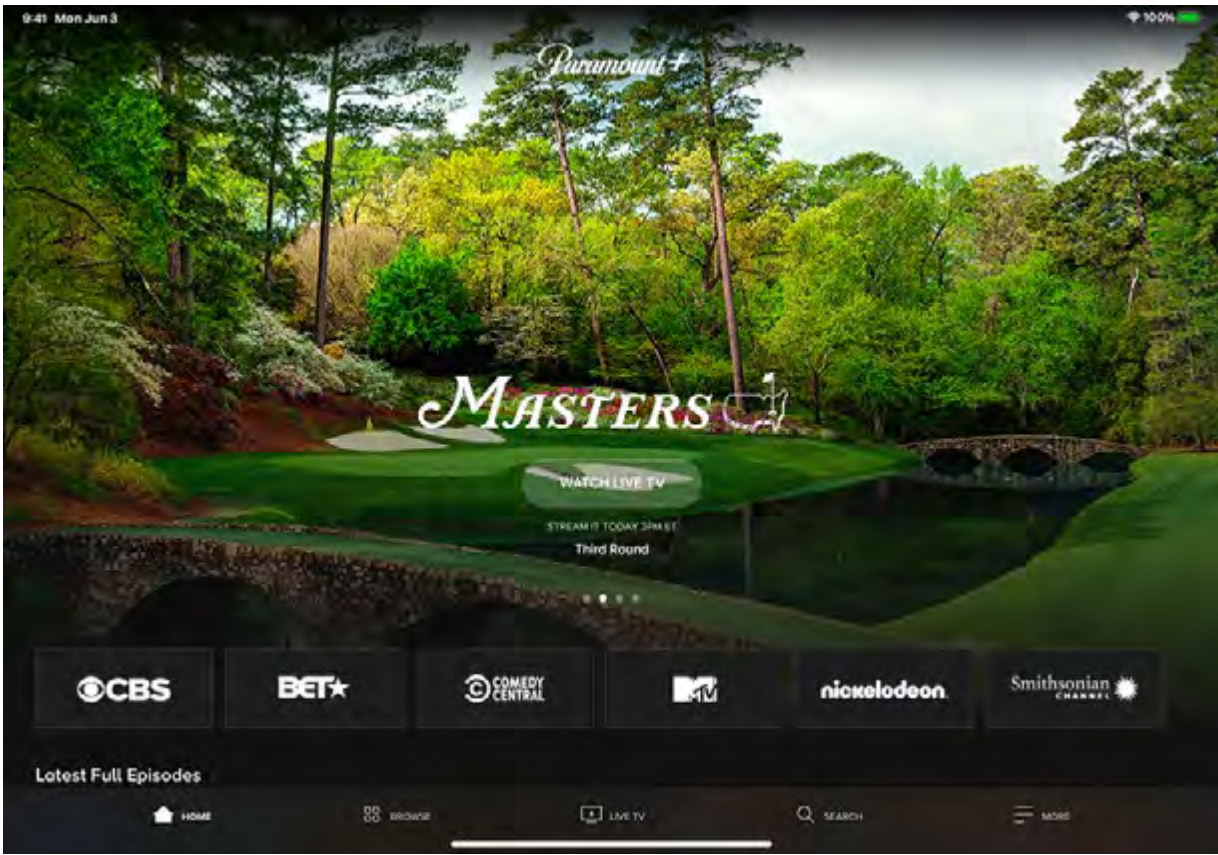 9:41 Mon Jun 3
100%
Paramount+
MASTERS
WATCH LIVE TV
STREAM IT TODAY 3PM ET
Third Round
CBS
BET
COMEDY
CENTRAL
MTV
nickelodeon
Smithsonian
CHANNEL
Latest Full Episodes
HOME
BROWSE
LIVE TV
SEARCH
MORE